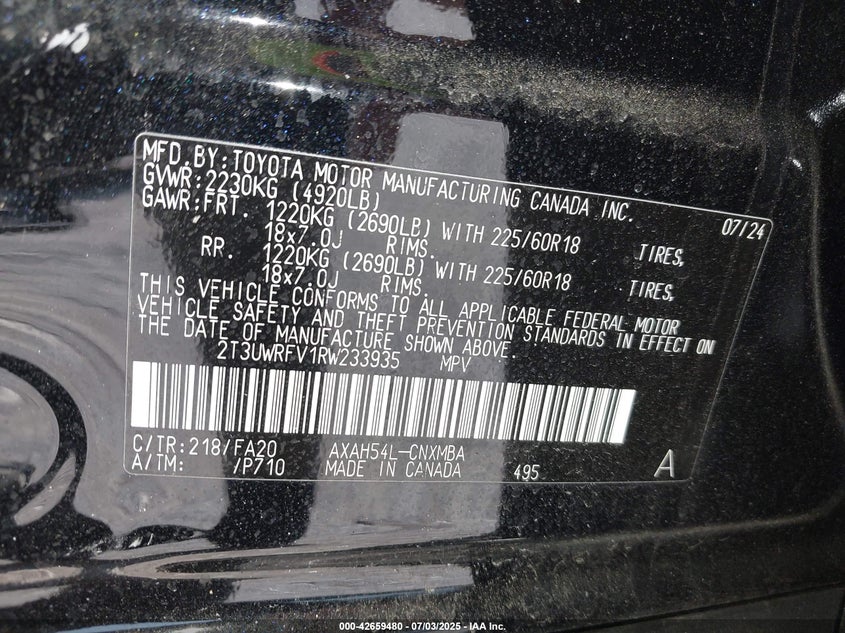 MFD.BY:TOYOTA MOTOR MANUFACTURING CANADA INC. 07/24
GVWR:2230KG (4920LB)
GAWR:FRT. 1220KG (2690LB) WITH 225/60R18 TIRES,
18x7.0J RIMS.
RR. 1220KG (2690LB) WITH 225/60R18 TIRES,
18x7.0J RIMS.
THIS VEHICLE CONFORMS TO ALL APPLICABLE FEDERAL MOTOR
VEHICLE SAFETY AND THEFT PREVENTION STANDARDS IN EFFECT ON
THE DATE OF MANUFACTURE SHOWN ABOVE.
2T3UWRFV1RW233935 MPV
C/TR:218/FA20 AXAH54L-CNXMBA
A/TM: /P710 MADE IN CANADA 495 A
000-42659480 - 07/03/2025 - IAA Inc.